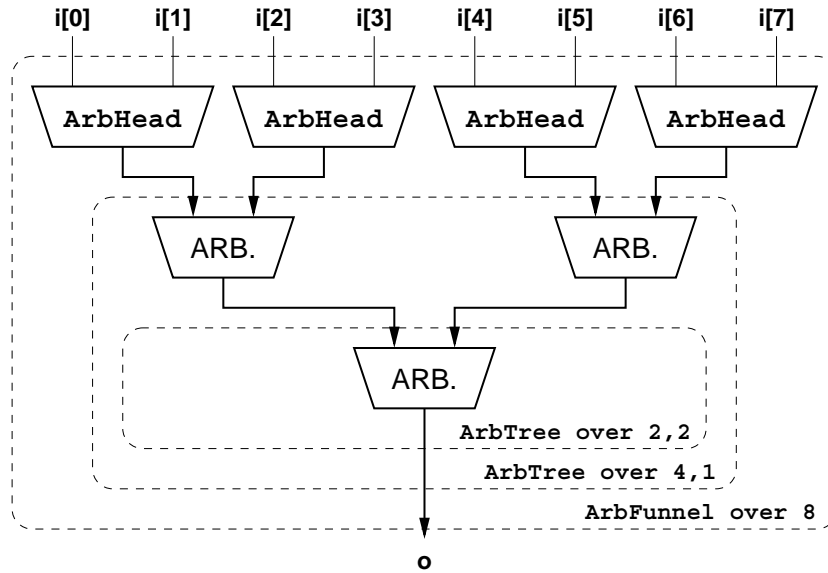 i[0] i[1] i[2] i[3] i[4] i[5] i[6] i[7]
ArbHead ArbHead ArbHead ArbHead
ARB. ARB.
ARB.
ArbTree over 2,2
ArbTree over 4,1
ArbFunnel over 8
o